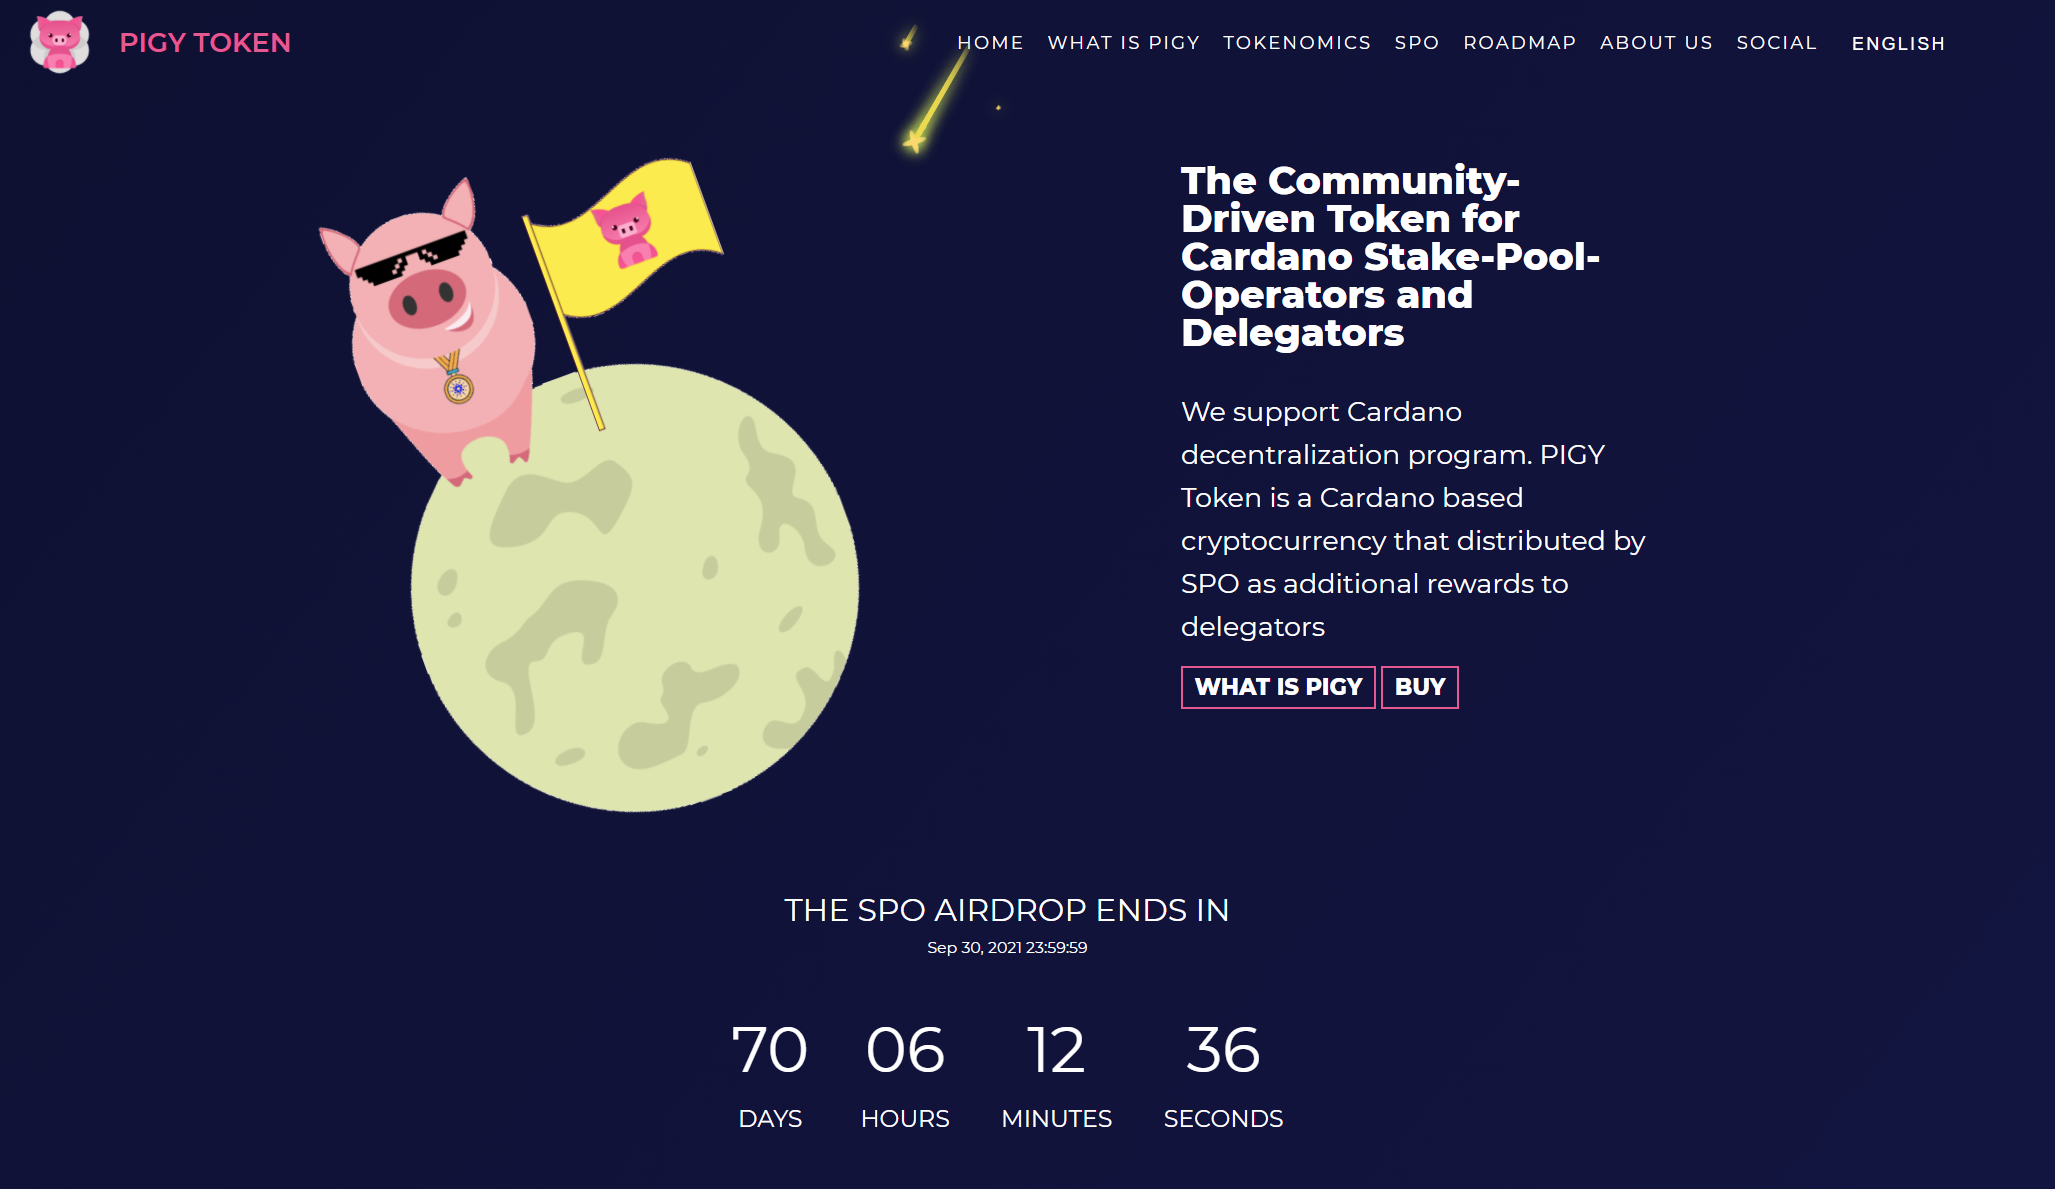 PIGY TOKEN
HOME WHAT IS PIGY TOKENOMICS SPO ROADMAP ABOUT US SOCIAL ENGLISH
The Community-
Driven Token for
Cardano Stake-Pool-
Operators and
Delegators
We support Cardano
decentralization program. PIGY
Token is a Cardano based
cryptocurrency that distributed by
SPO as additional rewards to
delegators
WHAT IS PIGY BUY
THE SPO AIRDROP ENDS IN
Sep 30, 2021 23:59:59
70 06 12 36
DAYS HOURS MINUTES SECONDS